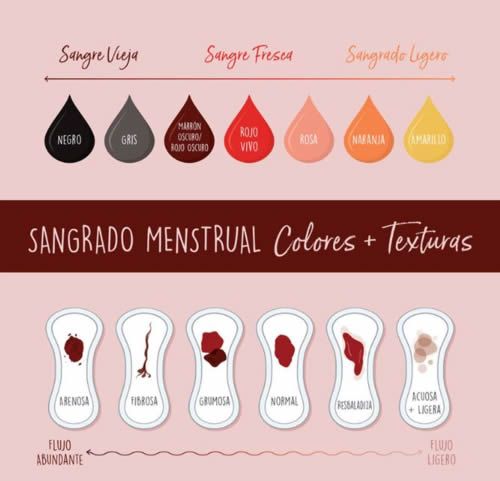 Sangre Vieja
Sangre Fresca
Sangrado Ligero
NEGRO
GRIS
MARRÓN
OSCURO/
ROJO OSCURO
ROJO
VIVO
ROSA
NARANJA
AMARILLO
SANGRADO MENSTRUAL Colores + Texturas
ARENOSA
FIBROSA
GRUMOSA
NORMAL
RESBALADIZA
ACUOSA
+ LIGERA
FLUJO
ABUNDANTE
FLUJO
LIGERO